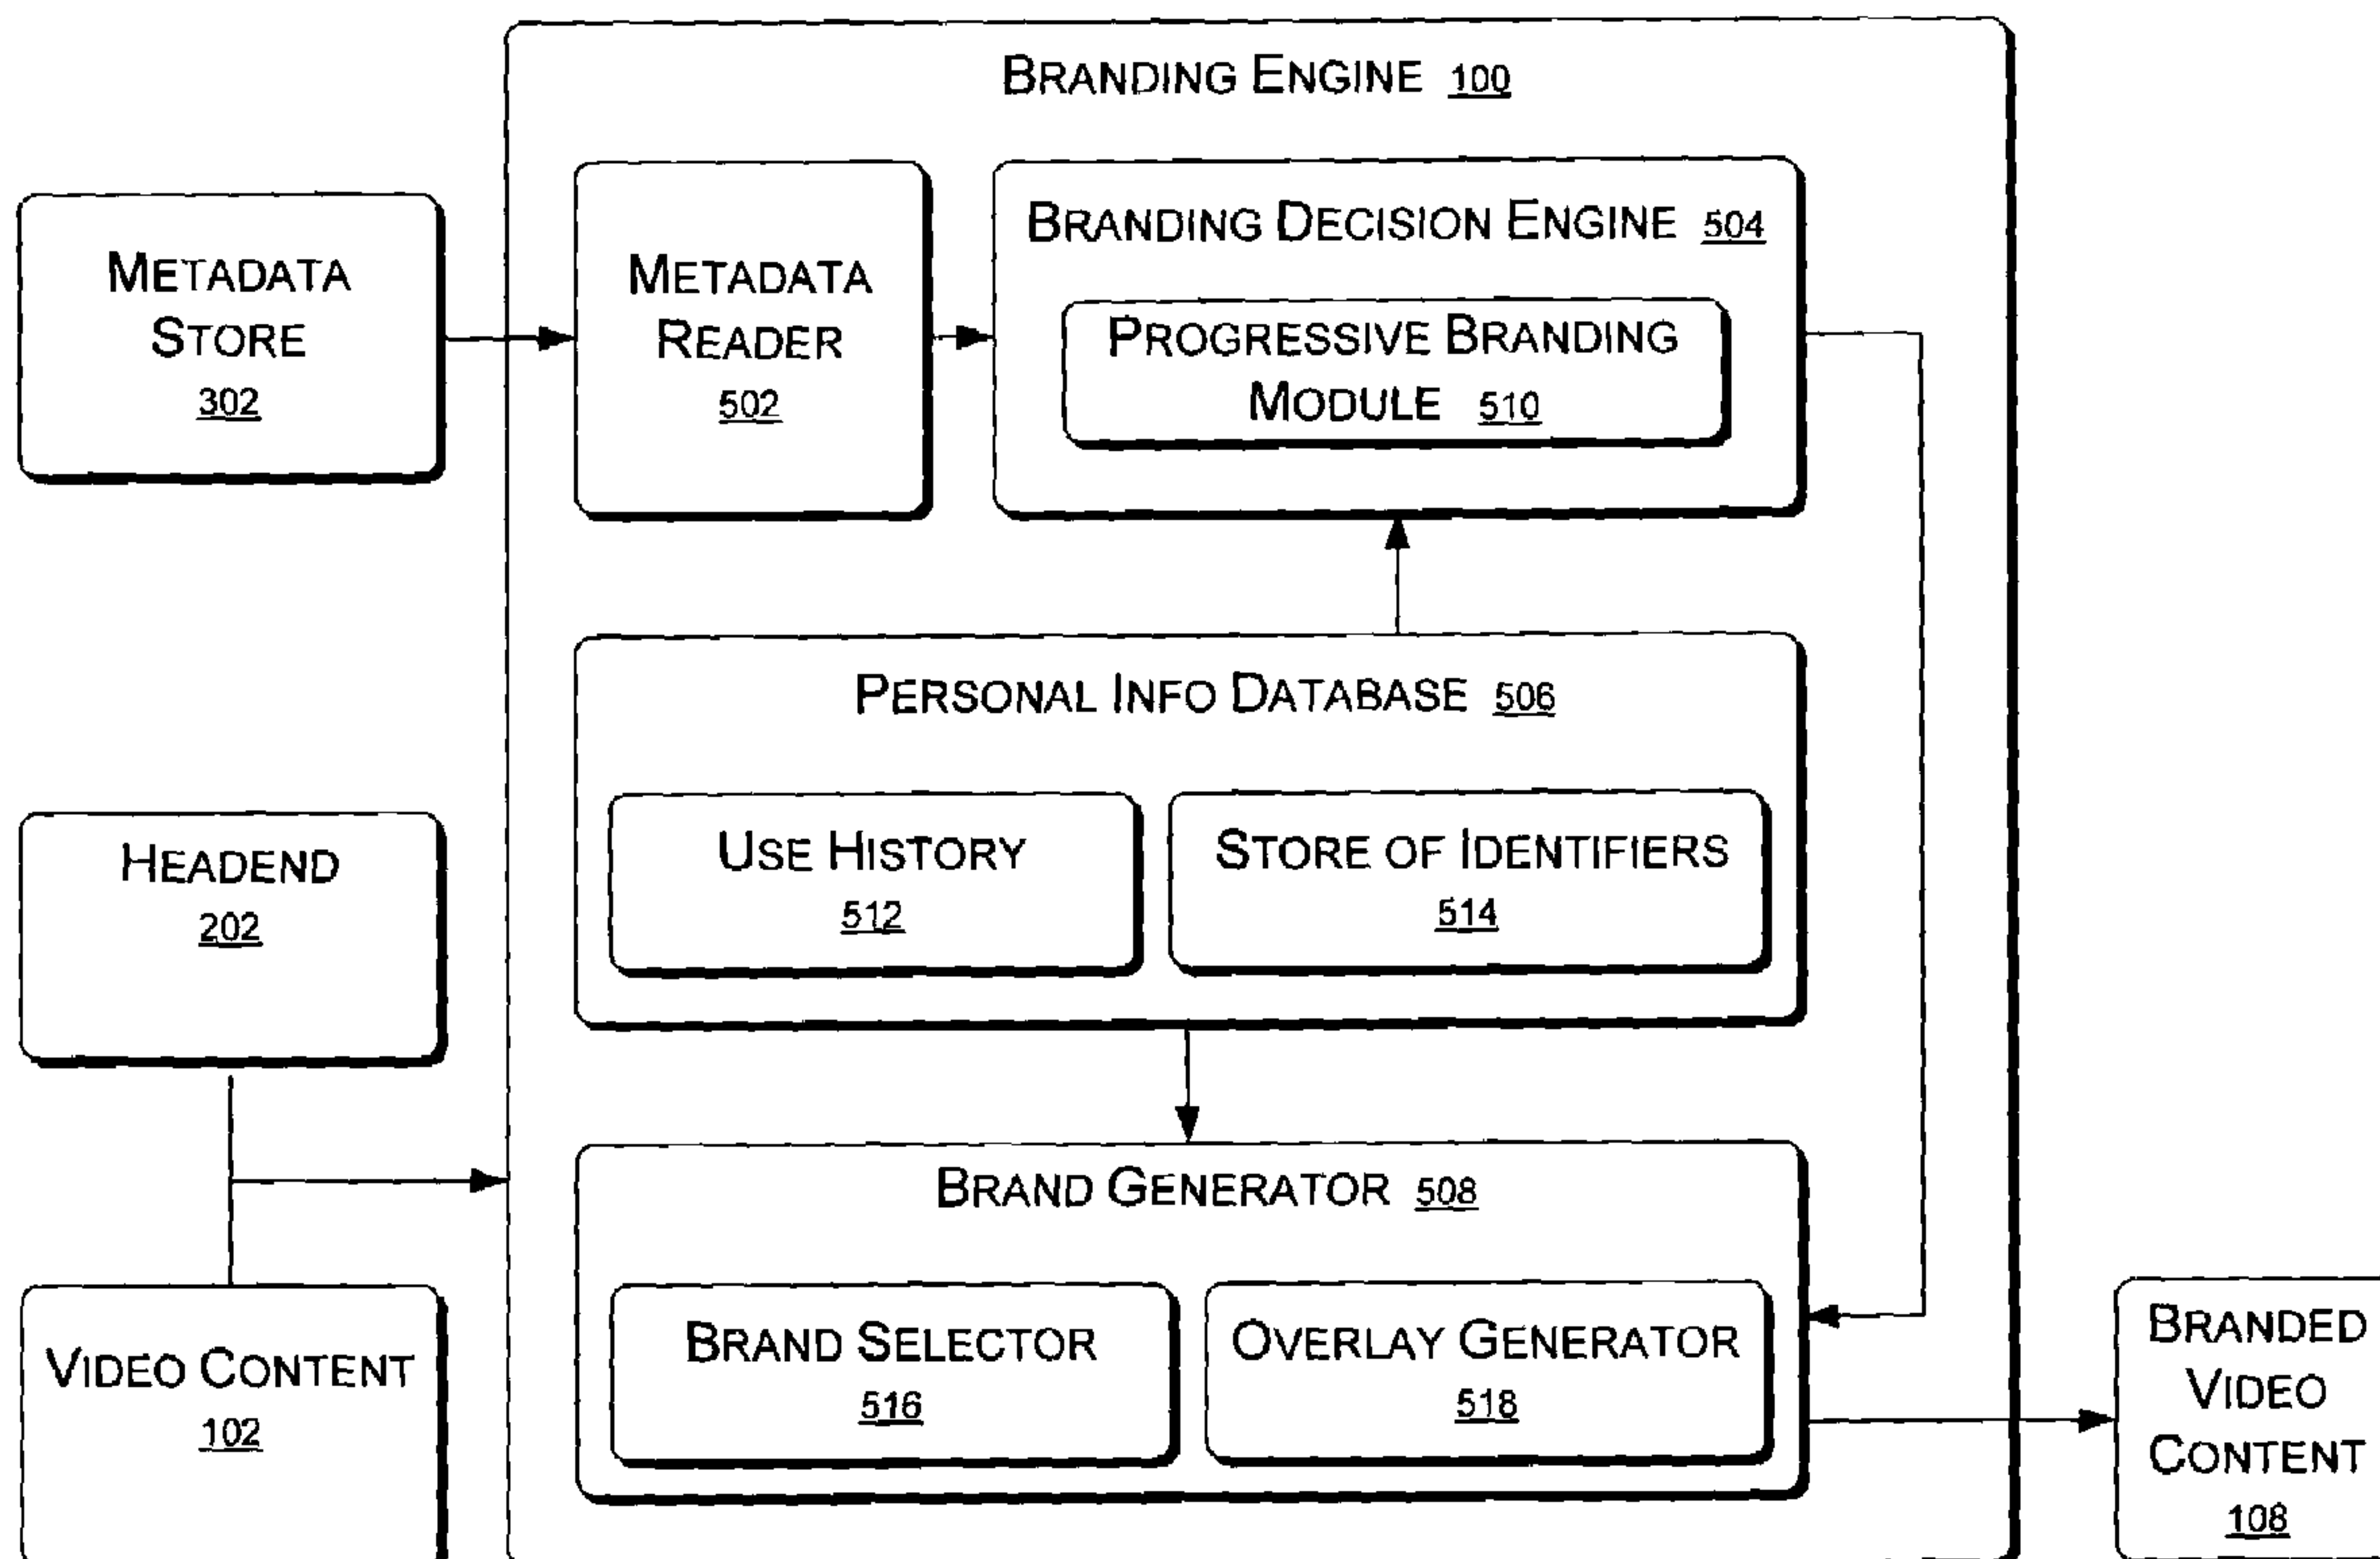 BRANDING ENGINE 100
METADATA
STORE
302
METADATA
READER
502
BRANDING DECISION ENGINE 504
PROGRESSIVE BRANDING
MODULE 510
PERSONAL INFO DATABASE 506
USE HISTORY
512
STORE OF IDENTIFIERS
514
HEADEND
202
BRAND GENERATOR 508
BRAND SELECTOR
516
OVERLAY GENERATOR
518
VIDEO CONTENT
102
BRANDED
VIDEO
CONTENT
108